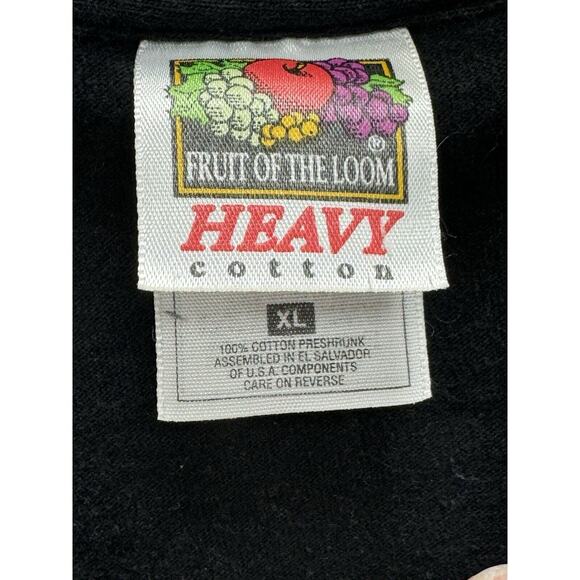 ®
FRUIT OF THE LOOM
HEAVY
cotton
XL
100% COTTON PRESHRUNK
ASSEMBLED IN EL SALVADOR
OF U.S.A. COMPONENTS
CARE ON REVERSE